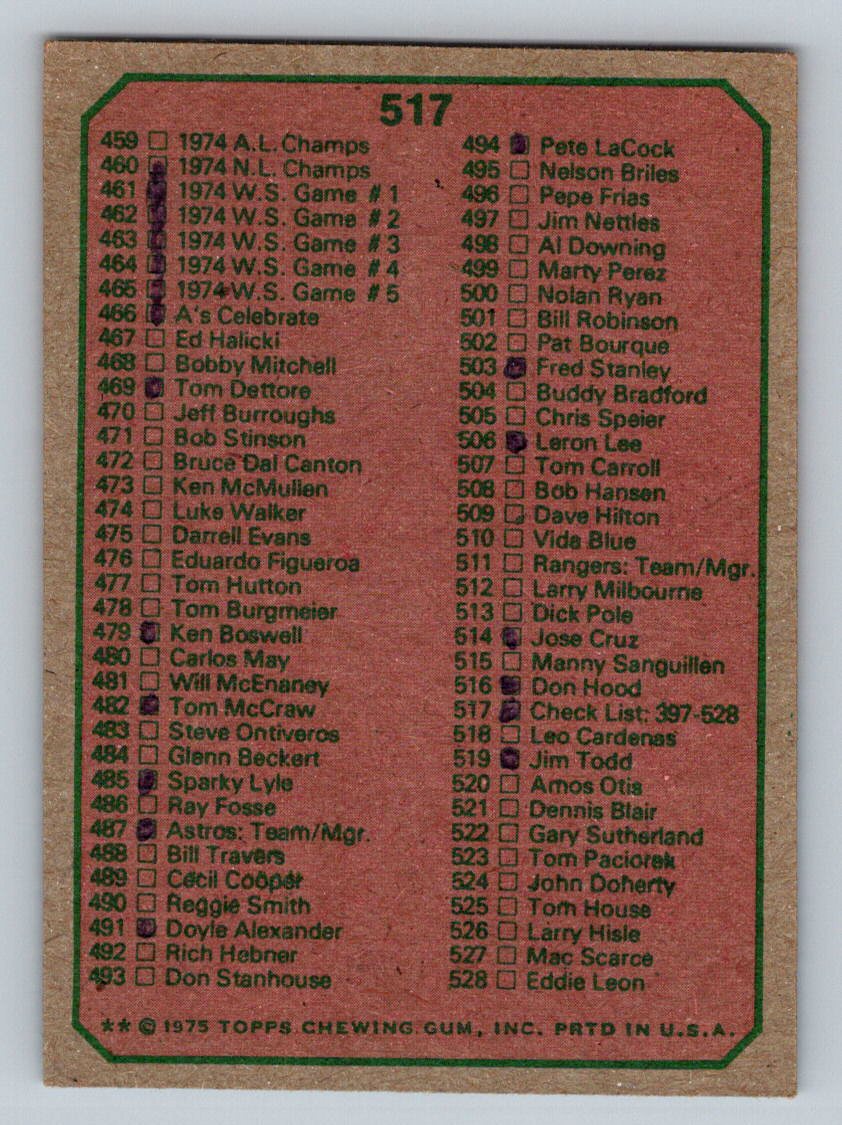 517
459 1974 A.L. Champs
460 1974 N.L. Champs
461 1974 W.S. Game #1
462 1974 W.S. Game #2
463 1974 W.S. Game #3
464 1974 W.S. Game #4
465 1974 W.S. Game #5
466 A's Celebrate
467 Ed Halicki
468 Bobby Mitchell
469 Tom Dettore
470 Jeff Burroughs
471 Bob Stinson
472 Bruce Dal Canton
473 Ken McMullen
474 Luke Walker
475 Darrell Evans
476 Eduardo Figueroa
477 Tom Hutton
478 Tom Burgmeier
479 Ken Boswell
480 Carlos May
481 Will McEnaney
482 Tom McCraw
483 Steve Ontiveros
484 Glenn Beckert
485 Sparky Lyle
486 Ray Fosse
487 Astros: Team/Mgr.
488 Bill Travers
489 Cecil Cooper
490 Reggie Smith
491 Doyle Alexander
492 Rich Hebner
493 Don Stanhouse
494 Pete LaCock
495 Nelson Briles
496 Pepe Frias
497 Jim Nettles
498 Al Downing
499 Marty Perez
500 Nolan Ryan
501 Bill Robinson
502 Pat Bourque
503 Fred Stanley
504 Buddy Bradford
505 Chris Speier
506 Leron Lee
507 Tom Carroll
508 Bob Hansen
509 Dave Hilton
510 Vida Blue
511 Rangers: Team/Mgr.
512 Larry Milbourne
513 Dick Pole
514 Jose Cruz
515 Manny Sanguillen
516 Don Hood
517 Check List: 397-528
518 Leo Cardenas
519 Jim Todd
520 Amos Otis
521 Dennis Blair
522 Gary Sutherland
523 Tom Paciorek
524 John Doherty
525 Tom House
526 Larry Hisle
527 Mac Scarce
528 Eddie Leon
** © 1975 TOPPS CHEWING GUM, INC. PRTD IN U.S.A.